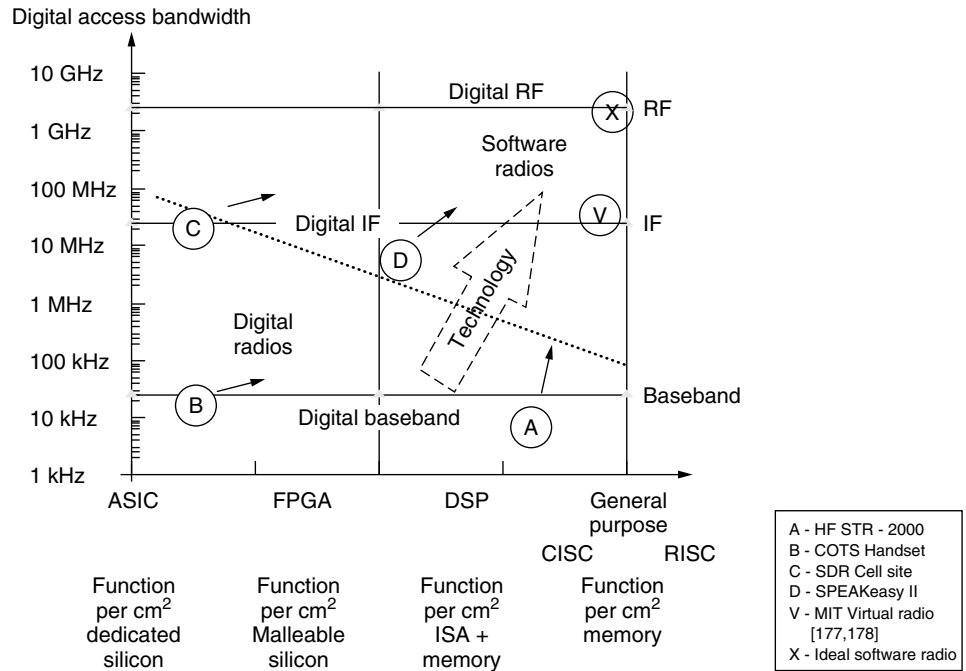 Digital access bandwidth
10 GHz
1 GHz
100 MHz
10 MHz
1 MHz
100 kHz
10 kHz
1 kHz
Digital RF
X
RF
Software
radios
C
Digital IF
V
IF
D
Technology
Digital
radios
B
Digital baseband
A
Baseband
ASIC
FPGA
DSP
General
purpose
CISC
RISC
Function
per cm²
dedicated
silicon
Function
per cm²
Malleable
silicon
Function
per cm²
ISA +
memory
Function
per cm²
memory
A - HF STR - 2000
B - COTS Handset
C - SDR Cell site
D - SPEAKeasy II
V - MIT Virtual radio
[177,178]
X - Ideal software radio